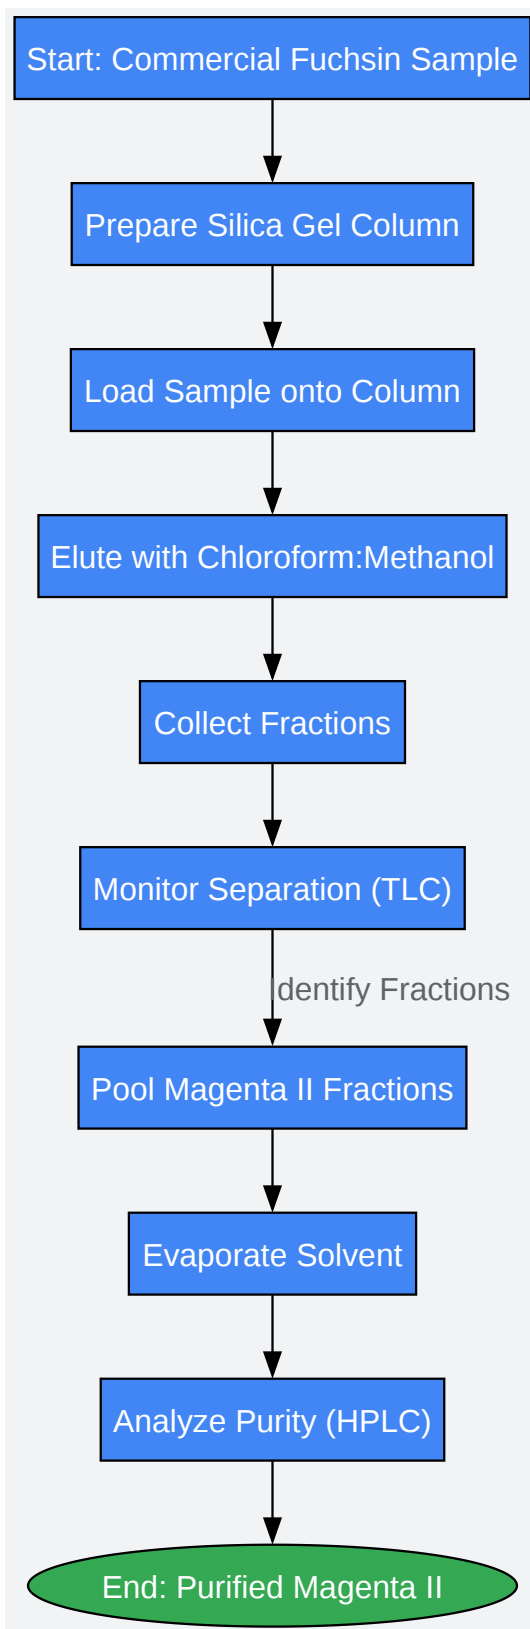 Start: Commercial Fuchsin Sample
Prepare Silica Gel Column
Load Sample onto Column
Elute with Chloroform:Methanol
Collect Fractions
Monitor Separation (TLC)
Identify Fractions
Pool Magenta II Fractions
Evaporate Solvent
Analyze Purity (HPLC)
End: Purified Magenta II